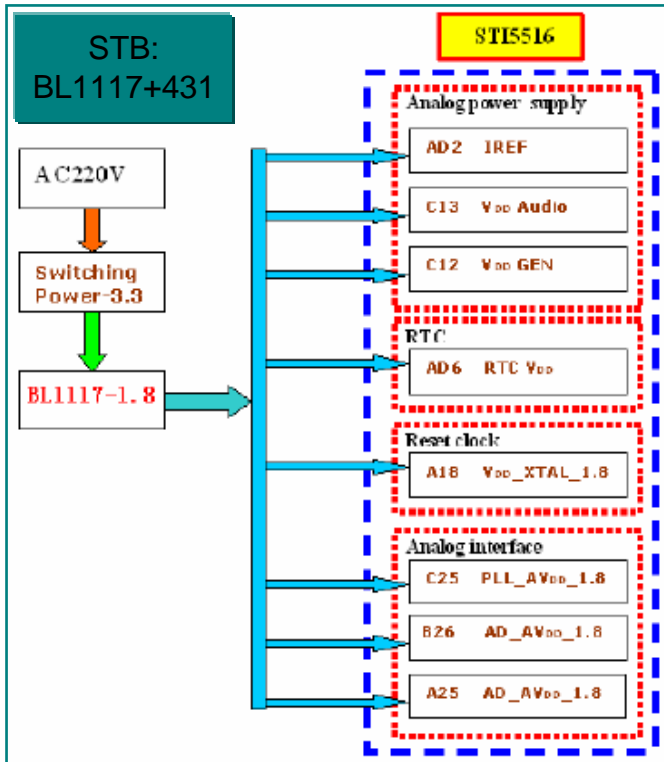 STB:
BL1117+431
STI5516
AC220V
Switching
Power-3.3
BL1117-1.8
Analog power supply
AD2 IREF
C13 VDD Audio
C12 VDD GEN
RTC
AD6 RTC VDD
Reset clock
A18 VDD_XTAL_1.8
Analog interface
C25 PLL_AVDD_1.8
B26 AD_AVDD_1.8
A25 AD_AVDD_1.8